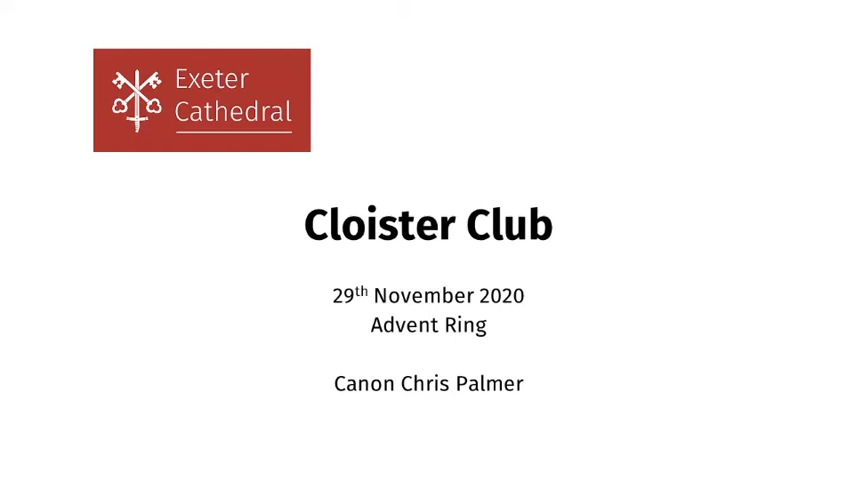 Exeter
Cathedral
Cloister Club
29th November 2020
Advent Ring
Canon Chris Palmer